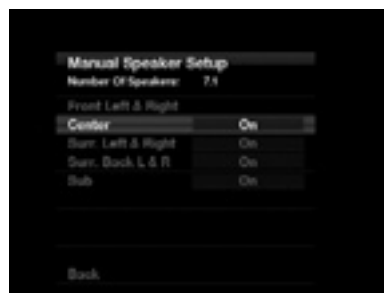 Manual Speaker Setup
Number Of Speakers: 7.1
Front Left & Right
Center On
Surr. Left & Right On
Surr. Back L & R On
Sub On
Back